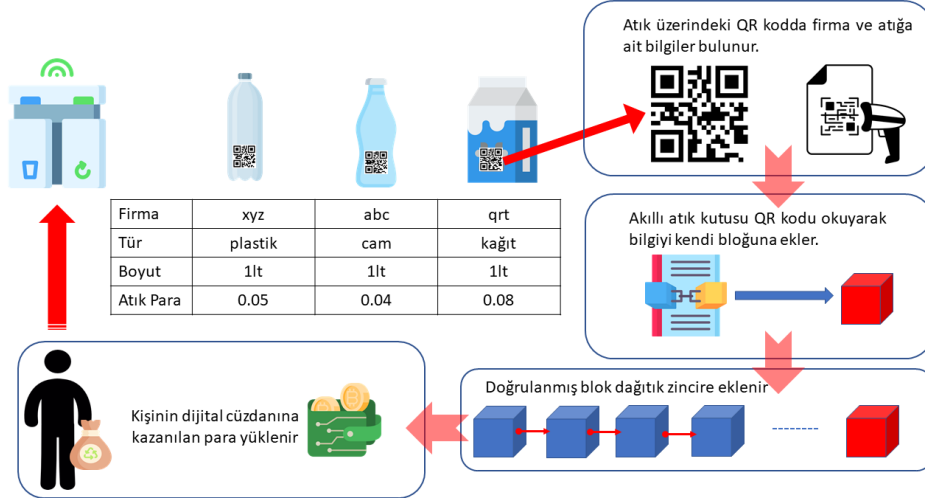 Atık üzerindeki QR kodda firma ve atığa
ait bilgiler bulunur.
Firma xyz abc qrt
Tür plastik cam kağıt
Boyut 1lt 1lt 1lt
Atık Para 0.05 0.04 0.08
Akıllı atık kutusu QR kodu okuyarak
bilgiyi kendi bloğuna ekler.
Doğrulanmış blok dağıtık zincire eklenir
Kişinin dijital cüzdanına
kazanılan para yüklenir